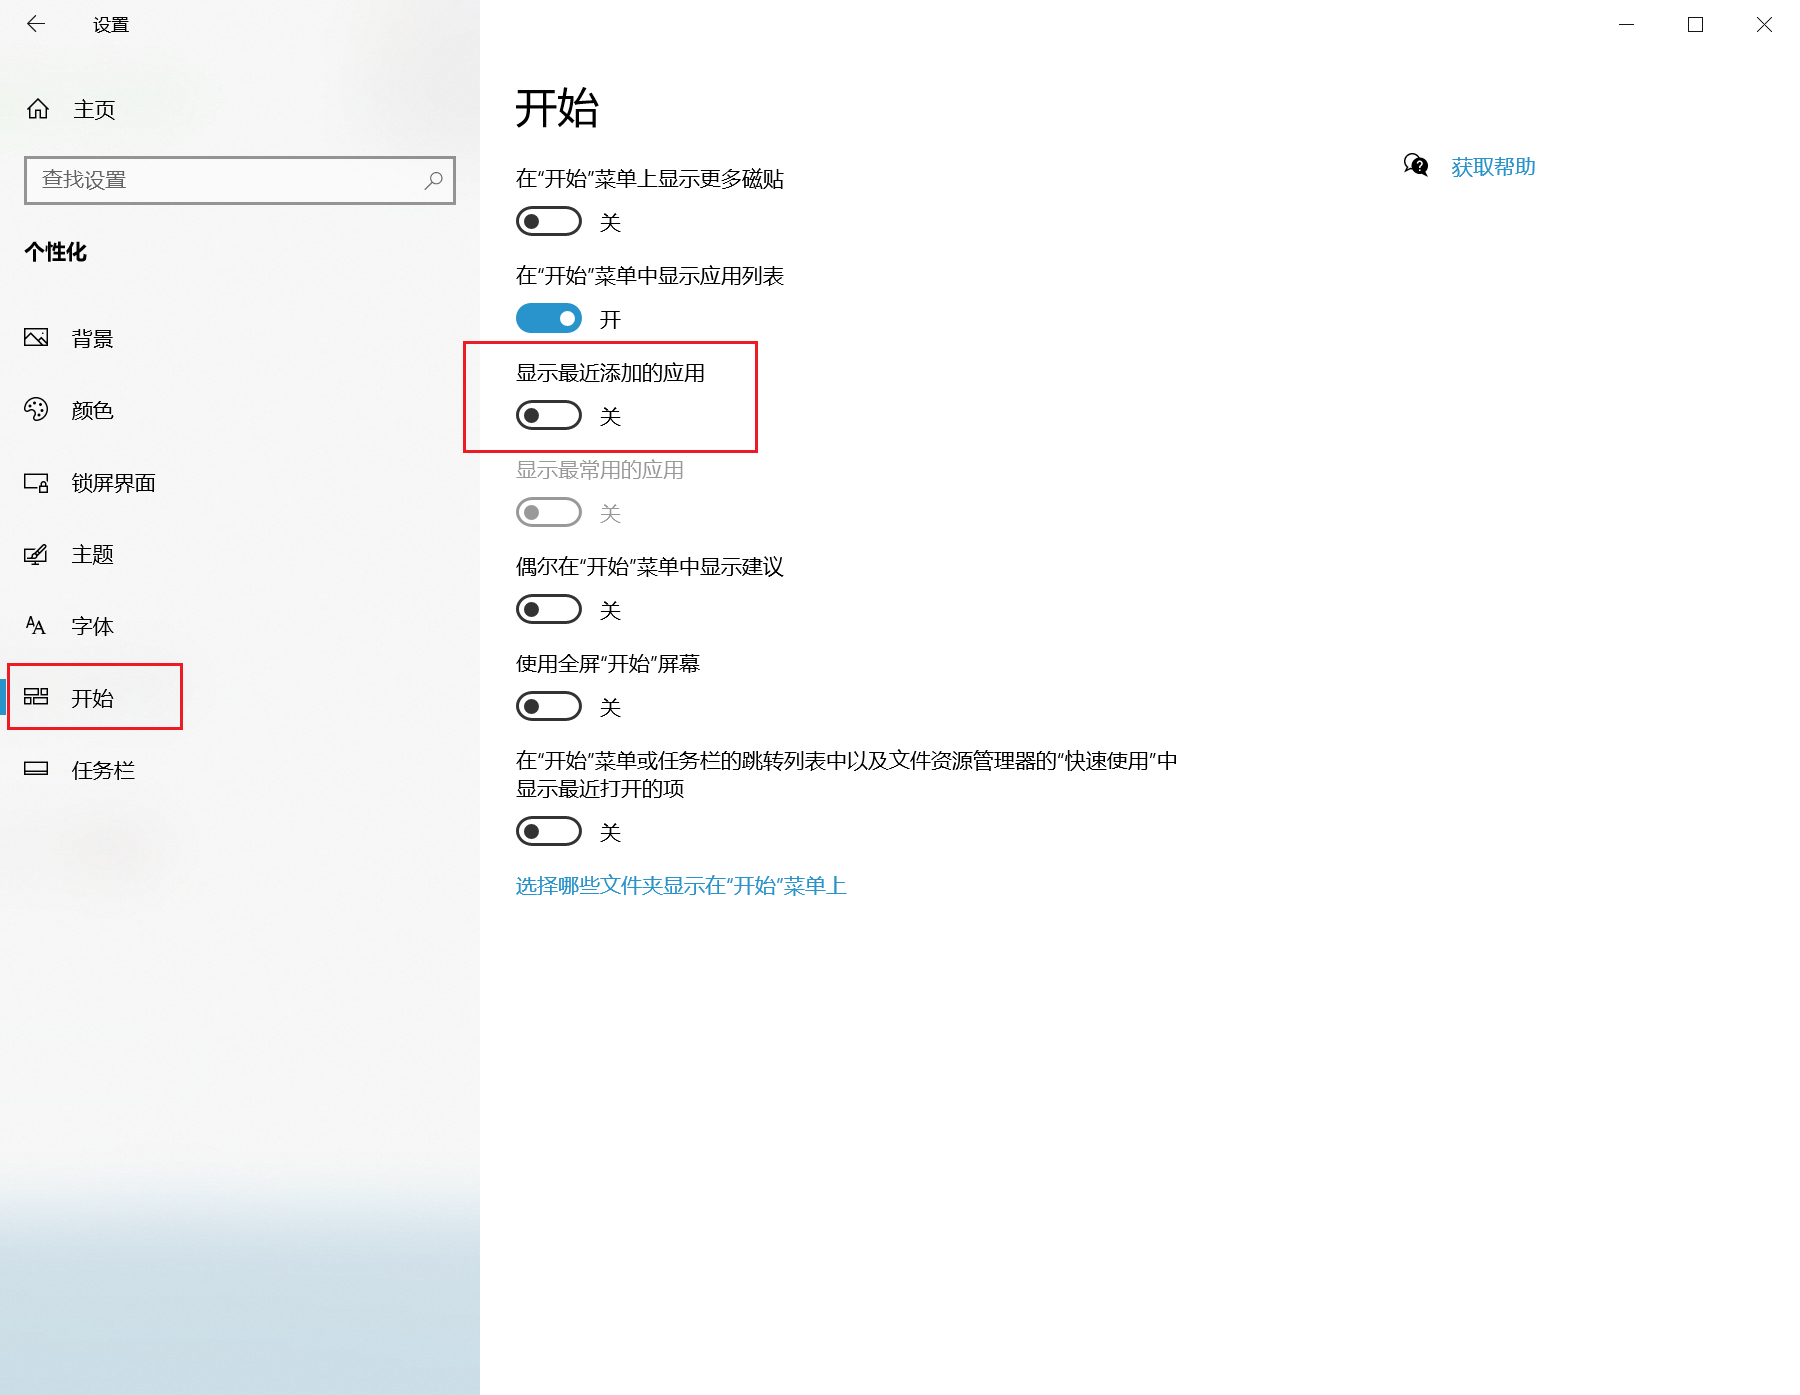 设置
主页
查找设置
个性化
背景
颜色
锁屏界面
主题
字体
开始
任务栏
开始
在“开始”菜单上显示更多磁贴
关
在“开始”菜单中显示应用列表
开
显示最近添加的应用
关
显示最常用的应用
关
偶尔在“开始”菜单中显示建议
关
使用全屏“开始”屏幕
关
在“开始”菜单或任务栏的跳转列表中以及文件资源管理器的“快速使用”中
显示最近打开的项
关
选择哪些文件夹显示在“开始”菜单上
获取帮助